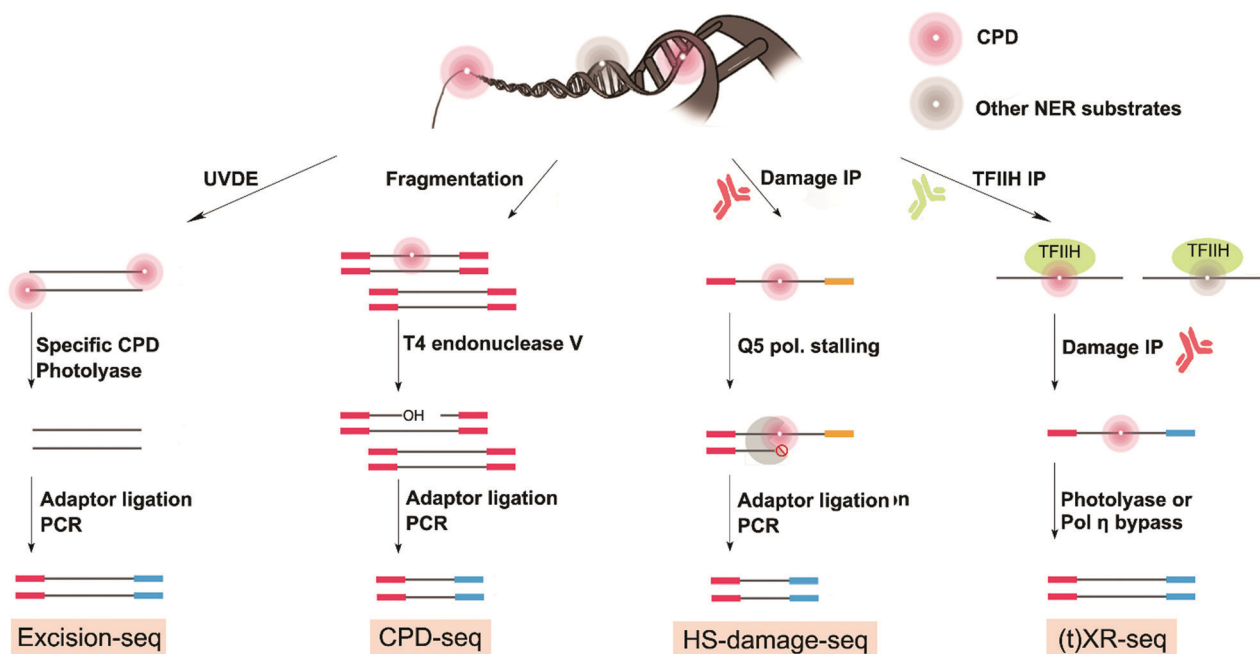 CPD
Other NER substrates
UVDE
Fragmentation
Damage IP
TFIIH IP
TFIIH
TFIIH
Specific CPD
Photolyase
T4 endonuclease V
Q5 pol. stalling
Damage IP
OH
Adaptor ligation
PCR
Adaptor ligation
PCR
Adaptor ligation
PCR
Photolyase or
Pol η bypass
Excision-seq
CPD-seq
HS-damage-seq
(t)XR-seq